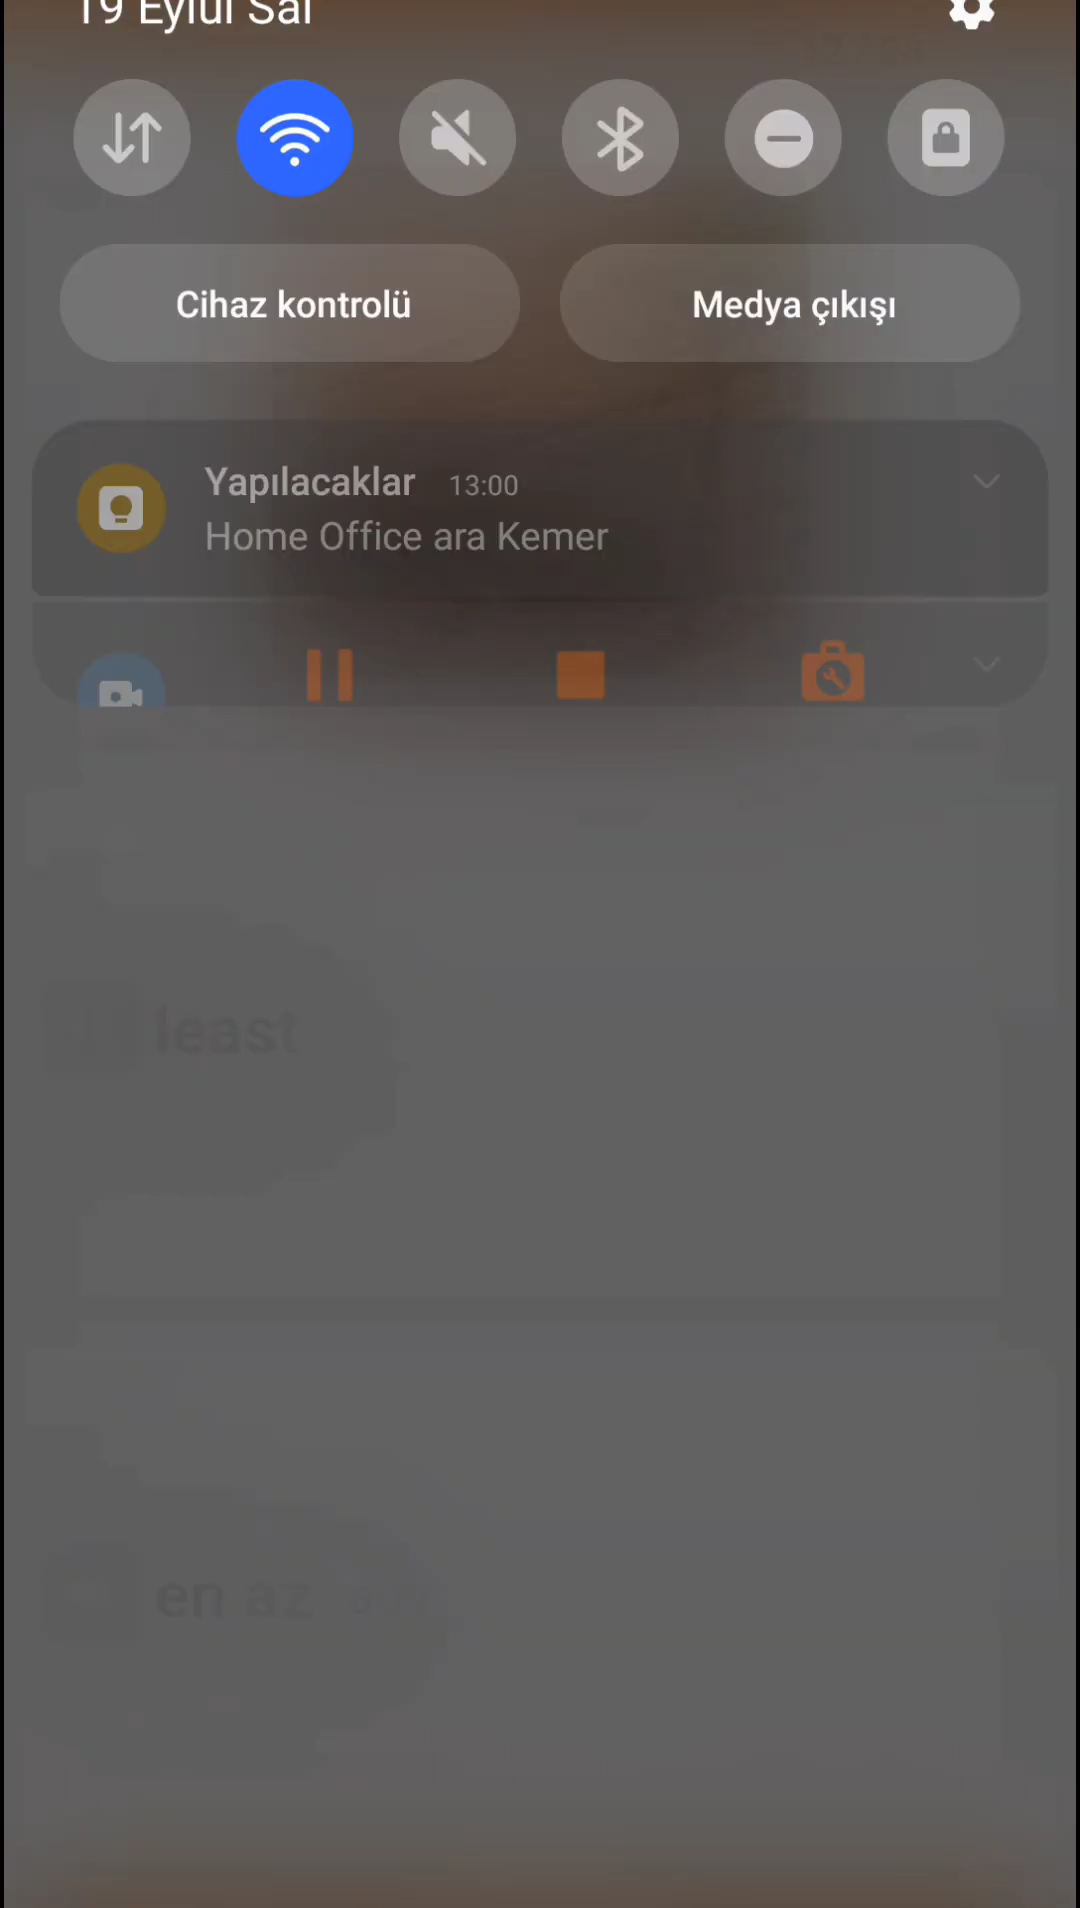 19 Eylül Sal
Cihaz kontrolü
Medya çıkışı
Yapılacaklar 13:00
Home Office ara Kemer
least
en az